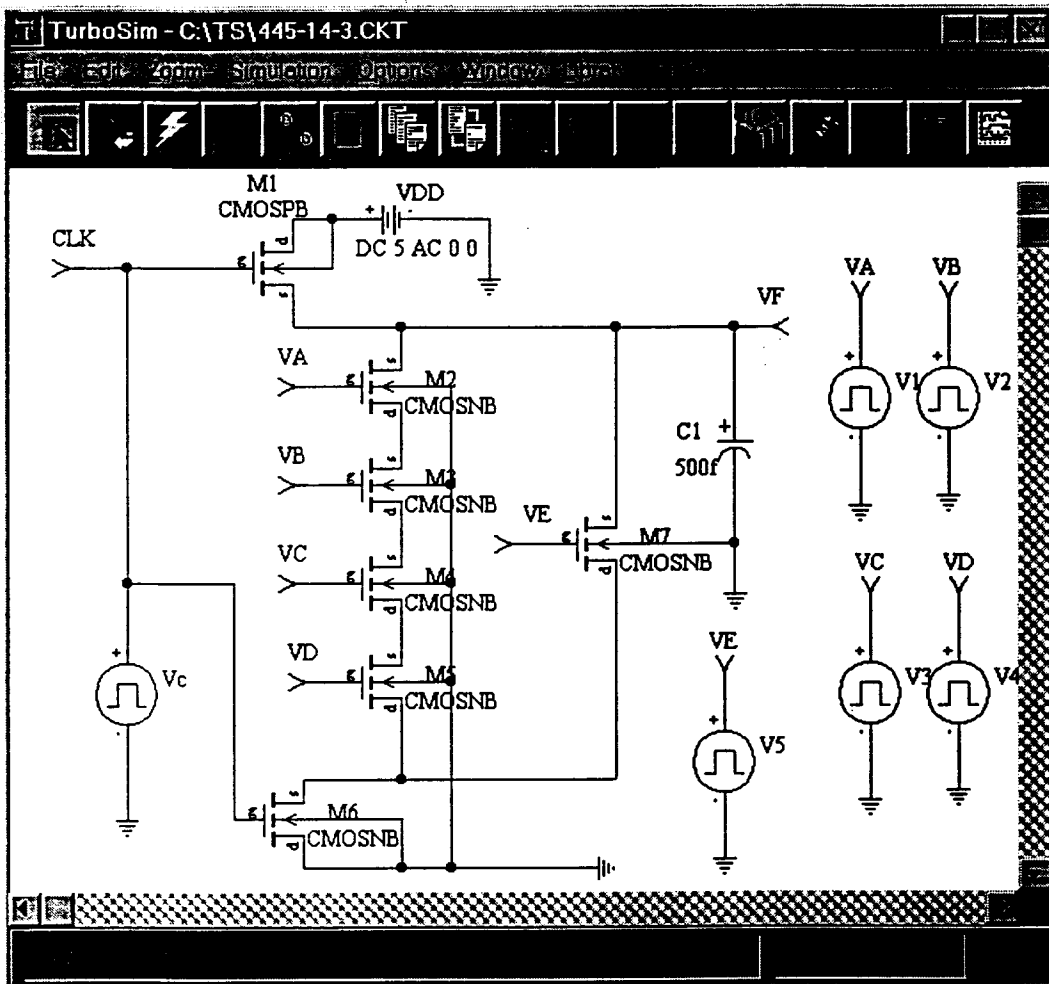 TurboSim - C:\TS\445-14-3.CKT
File Edit Zoom Simulation Options Window
M1
CMOSPB
VDD
DC 5 AC 0 0
CLK
g
d
s
VF
VA
g
s
d
M2
CMOSNB
VB
g
s
d
M3
CMOSNB
VC
g
s
d
M4
CMOSNB
VD
g
s
d
M5
CMOSNB
VE
g
s
d
M7
CMOSNB
C1
500f
Vc
g
s
d
M6
CMOSNB
VA
V1
VB
V2
VC
V3
VD
V4
VE
V5